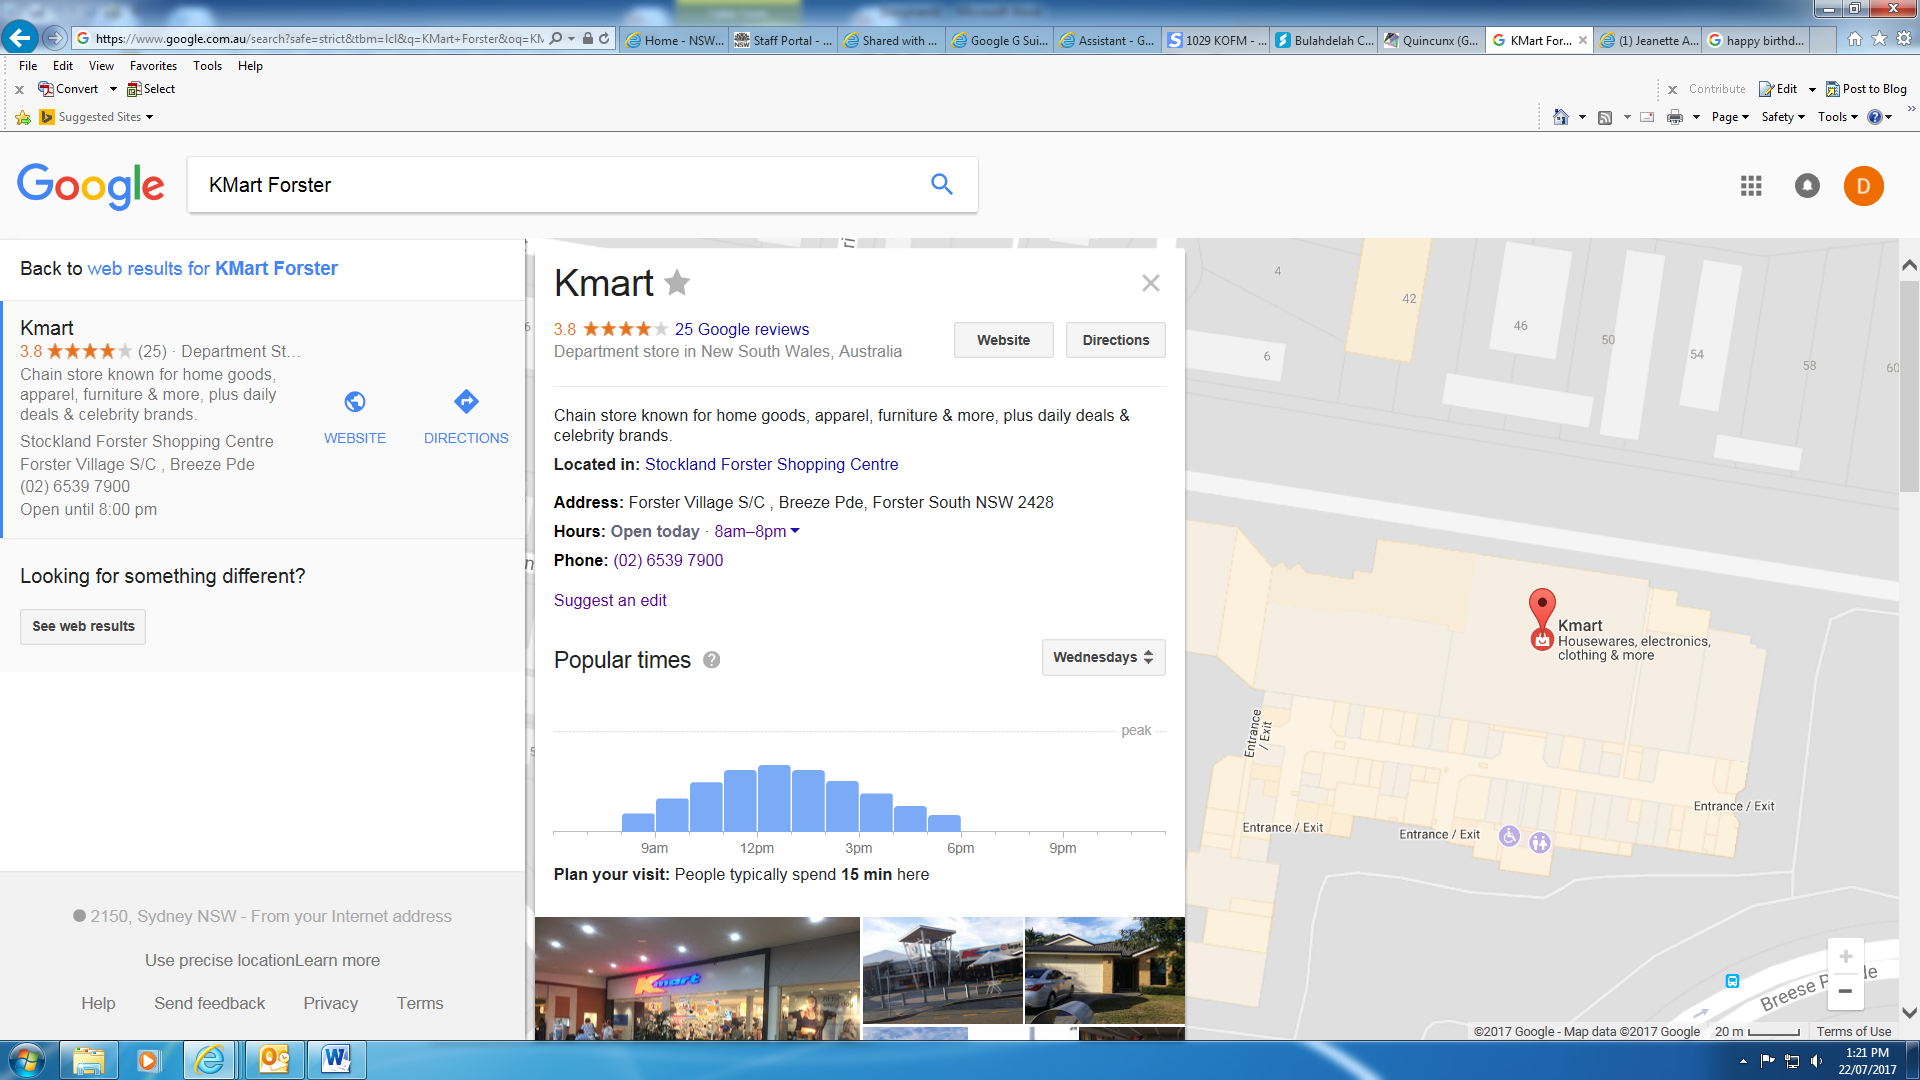 https://www.google.com.au/search?safe=strict&tbm=lcl&q=KMart+Forster&oq=KM
Home - NSW...
Staff Portal - ...
Shared with ...
Google G Sui...
Assistant - G...
1029 KOFM - ...
Bulahdelah C...
Quincunx (G...
KMart For...
(1) Jeanette A...
happy birthd...
File Edit View Favorites Tools Help
Convert Select
Contribute Edit Post to Blog
Suggested Sites
Page Safety Tools
Google
KMart Forster
D
Back to web results for KMart Forster
Kmart
3.8 (25) · Department St...
Chain store known for home goods,
apparel, furniture & more, plus daily
deals & celebrity brands.
Stockland Forster Shopping Centre
Forster Village S/C , Breeze Pde
(02) 6539 7900
Open until 8:00 pm
WEBSITE
DIRECTIONS
Looking for something different?
See web results
2150, Sydney NSW - From your Internet address
Use precise locationLearn more
Help Send feedback Privacy Terms
Kmart
3.8 25 Google reviews
Department store in New South Wales, Australia
Website
Directions
Chain store known for home goods, apparel, furniture & more, plus daily deals &
celebrity brands.
Located in: Stockland Forster Shopping Centre
Address: Forster Village S/C , Breeze Pde, Forster South NSW 2428
Hours: Open today · 8am–8pm
Phone: (02) 6539 7900
Suggest an edit
Popular times ?
Wednesdays
peak
9am 12pm 3pm 6pm 9pm
Plan your visit: People typically spend 15 min here
Kmart
4
6
42
46
50
54
58
60
Kmart
Housewares, electronics,
clothing & more
Entrance
/ Exit
Entrance / Exit
Entrance / Exit
Entrance / Exit
Breese P
de
©2017 Google - Map data ©2017 Google 20 m Terms of Use
1:21 PM
22/07/2017